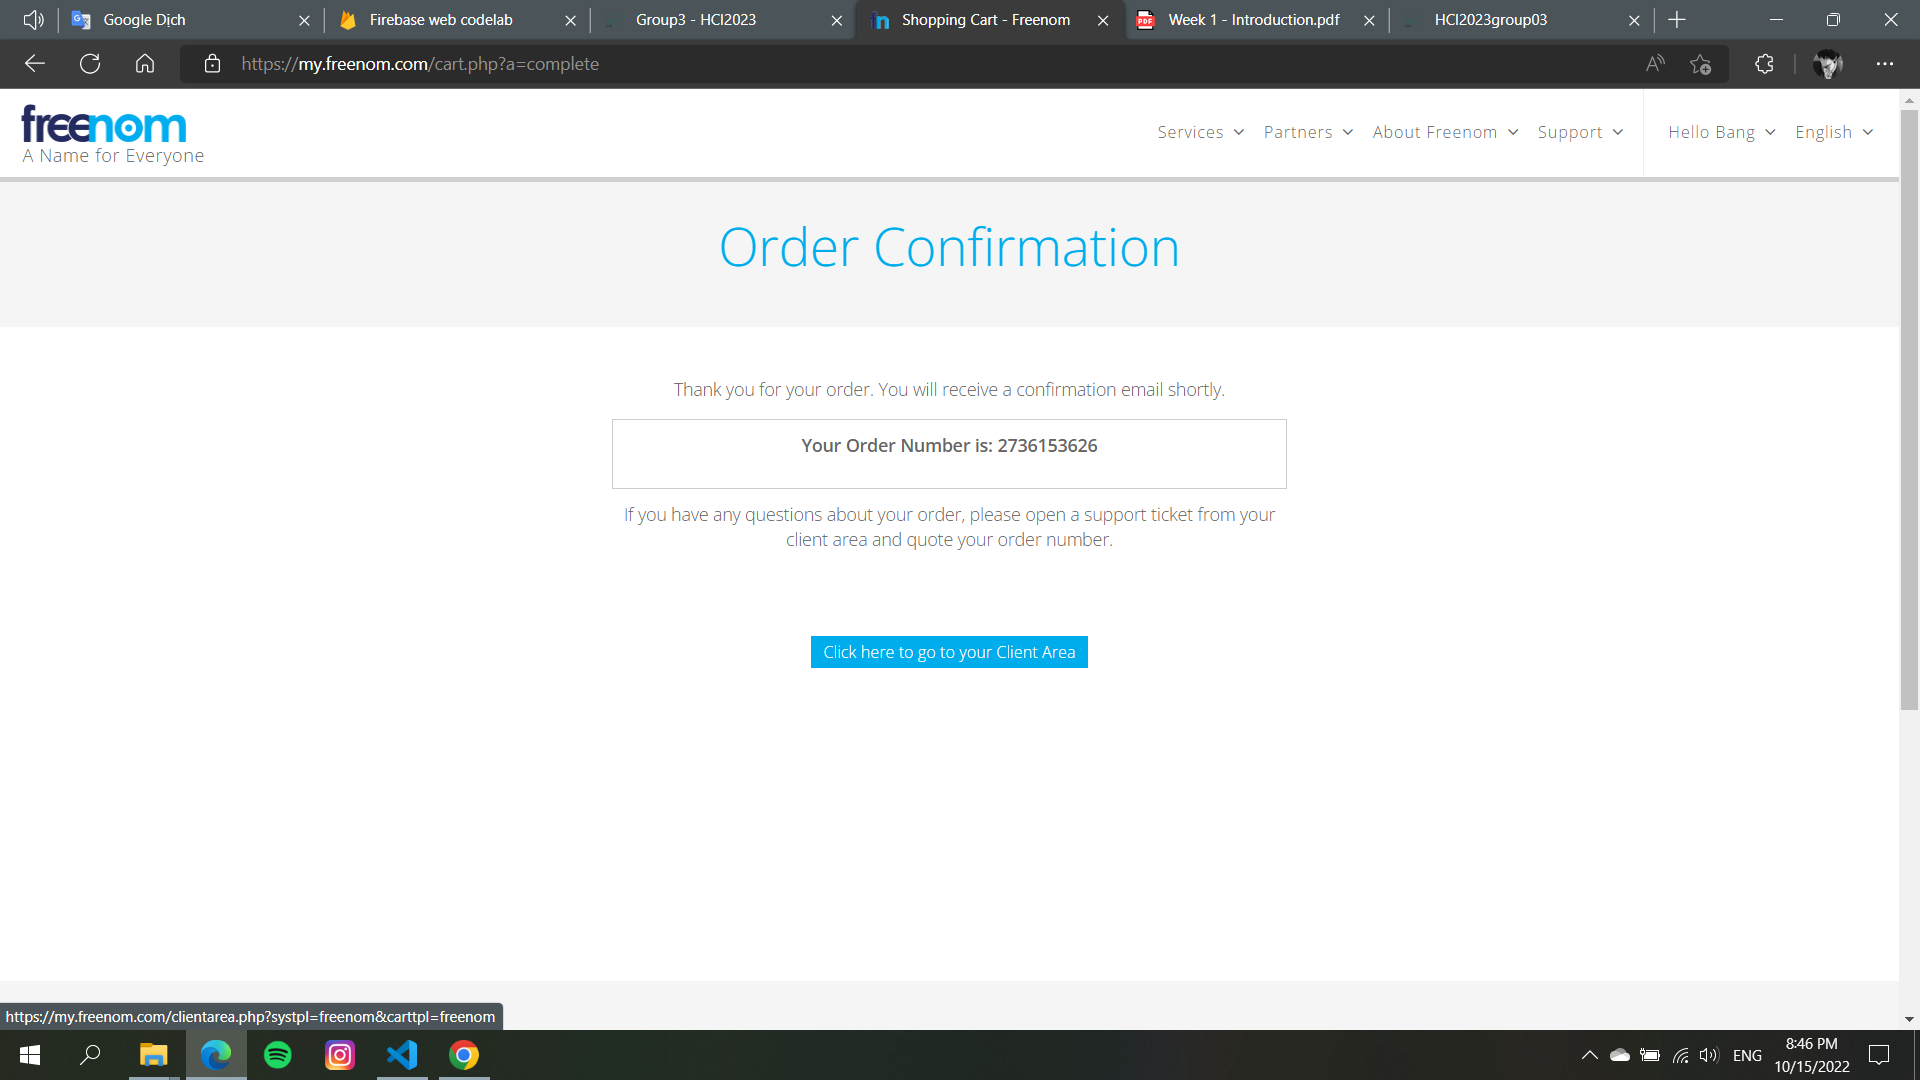 Google Dịch
Firebase web codelab
Group3 - HCI2023
Shopping Cart - Freenom
Week 1 - Introduction.pdf
HCI2023group03
https://my.freenom.com/cart.php?a=complete
freenom
A Name for Everyone
Services
Partners
About Freenom
Support
Hello Bang
English
Order Confirmation
Thank you for your order. You will receive a confirmation email shortly.
Your Order Number is: 2736153626
If you have any questions about your order, please open a support ticket from your
client area and quote your order number.
Click here to go to your Client Area
https://my.freenom.com/clientarea.php?systpl=freenom&carttpl=freenom
ENG
8:46 PM
10/15/2022